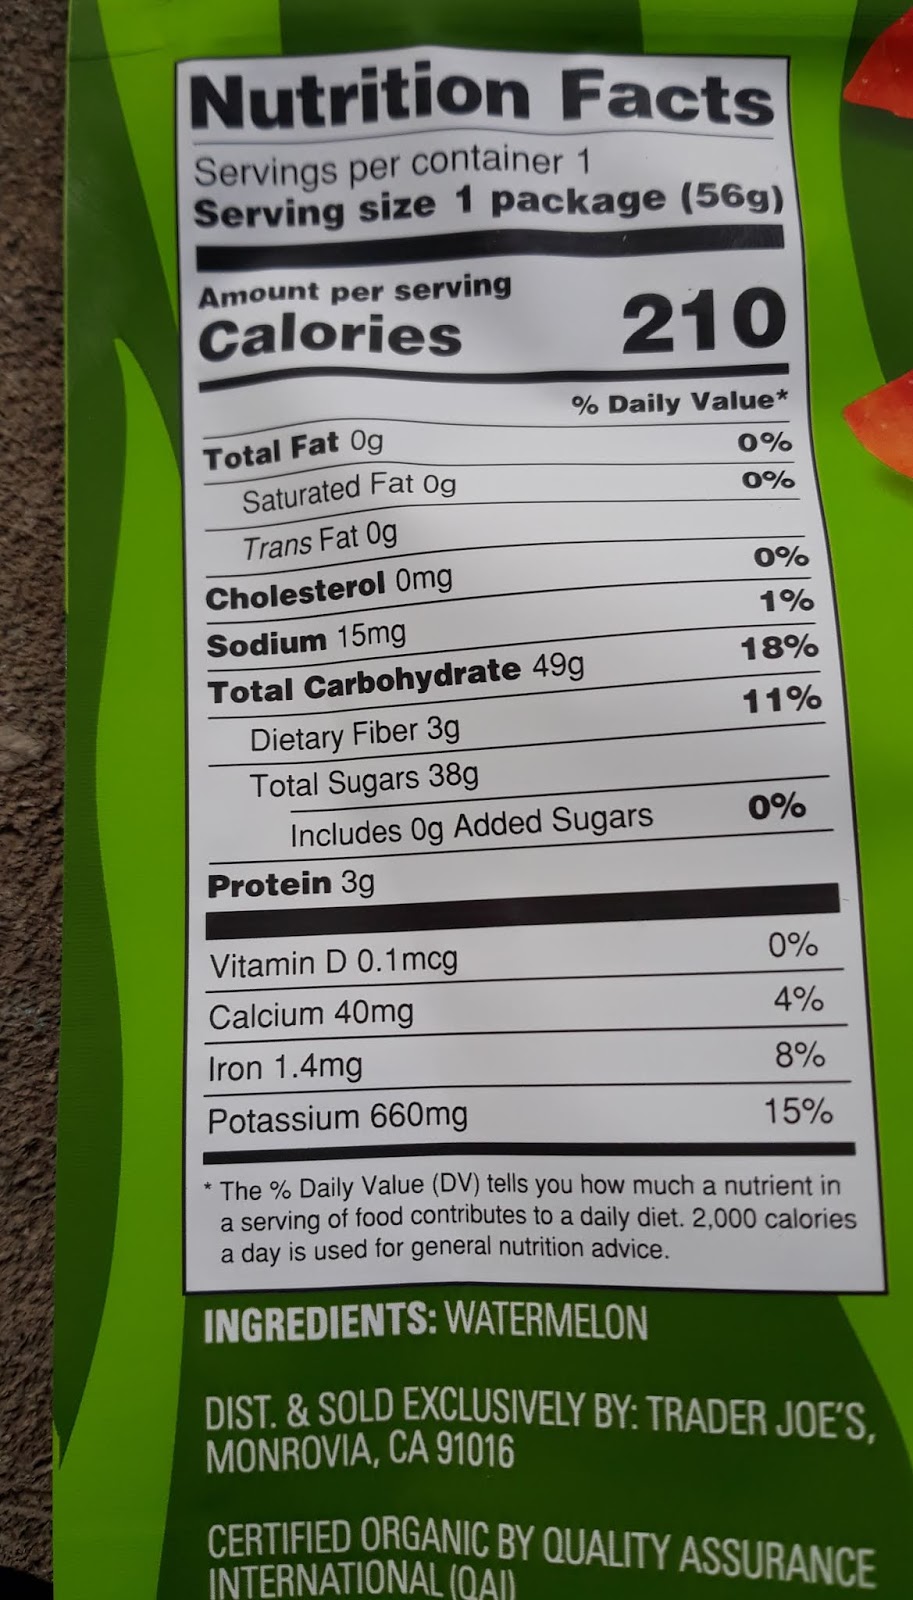 Nutrition Facts
Servings per container 1
Serving size 1 package (56g)
Amount per serving
Calories 210
% Daily Value*
Total Fat 0g 0%
Saturated Fat 0g 0%
Trans Fat 0g
Cholesterol 0mg 0%
Sodium 15mg 1%
Total Carbohydrate 49g 18%
Dietary Fiber 3g 11%
Total Sugars 38g
Includes 0g Added Sugars 0%
Protein 3g
Vitamin D 0.1mcg 0%
Calcium 40mg 4%
Iron 1.4mg 8%
Potassium 660mg 15%
* The % Daily Value (DV) tells you how much a nutrient in
a serving of food contributes to a daily diet. 2,000 calories
a day is used for general nutrition advice.
INGREDIENTS: WATERMELON
DIST. & SOLD EXCLUSIVELY BY: TRADER JOE'S,
MONROVIA, CA 91016
CERTIFIED ORGANIC BY QUALITY ASSURANCE
INTERNATIONAL (QAI)